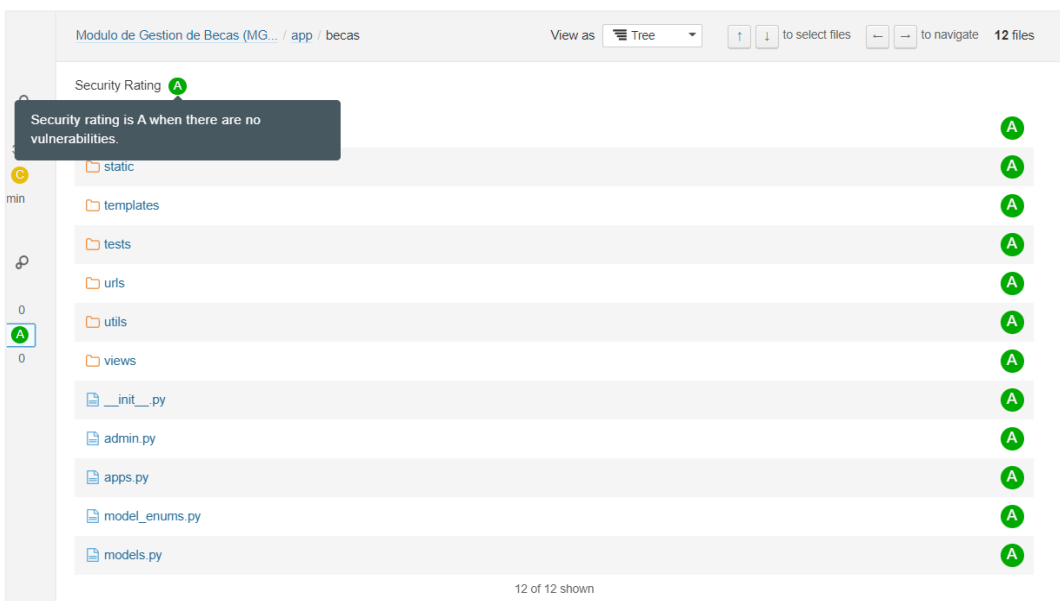 Modulo de Gestion de Becas (MG... / app / becas View as Tree ↑ ↓ to select files ← → to navigate 12 files
Security Rating A
Security rating is A when there are no
vulnerabilities.
A
static A
C
min
templates A
tests A
urls A
0
utils A
A
0
views A
__init__.py A
admin.py A
apps.py A
model_enums.py A
models.py A
12 of 12 shown